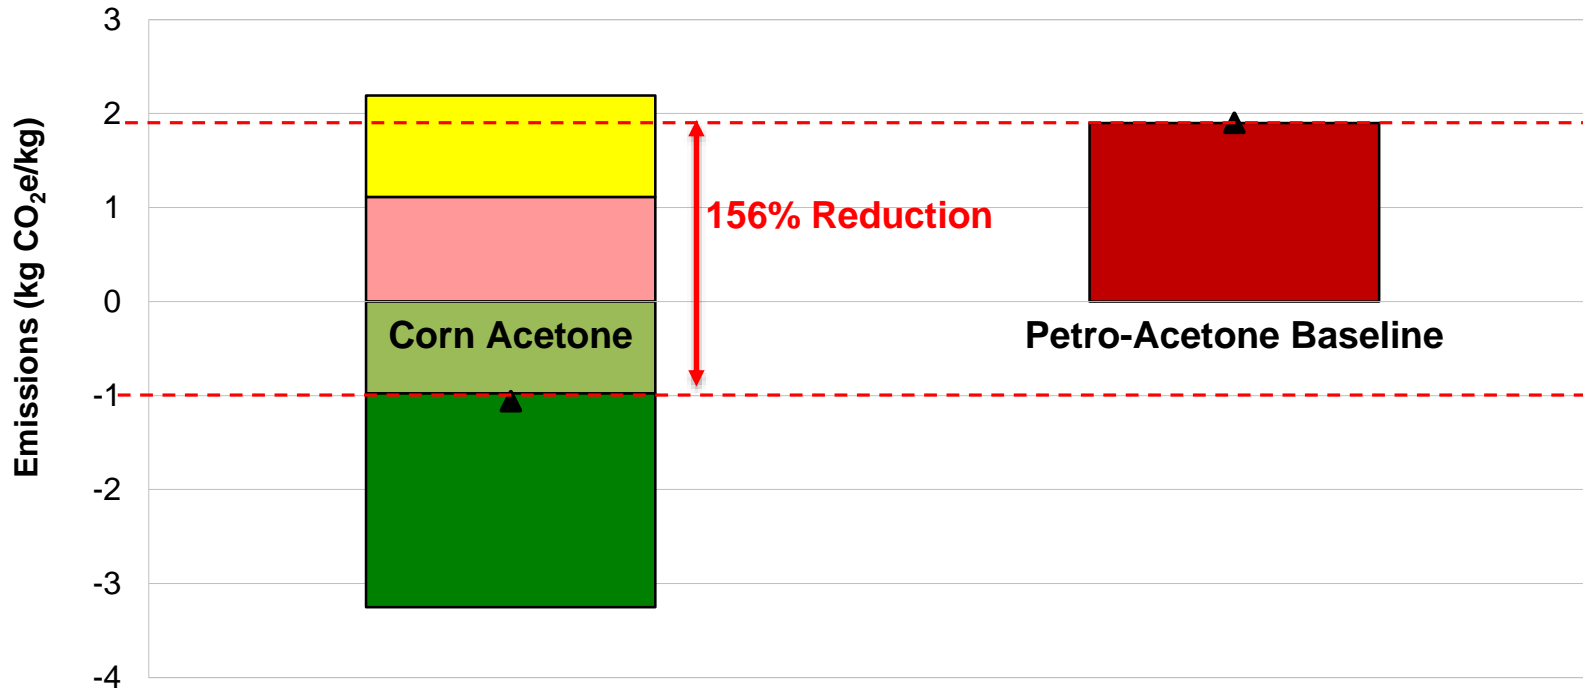 Emissions (kg CO₂e/kg)
3
2
1
0
-1
-2
-3
-4
156% Reduction
Corn Acetone
Petro-Acetone Baseline